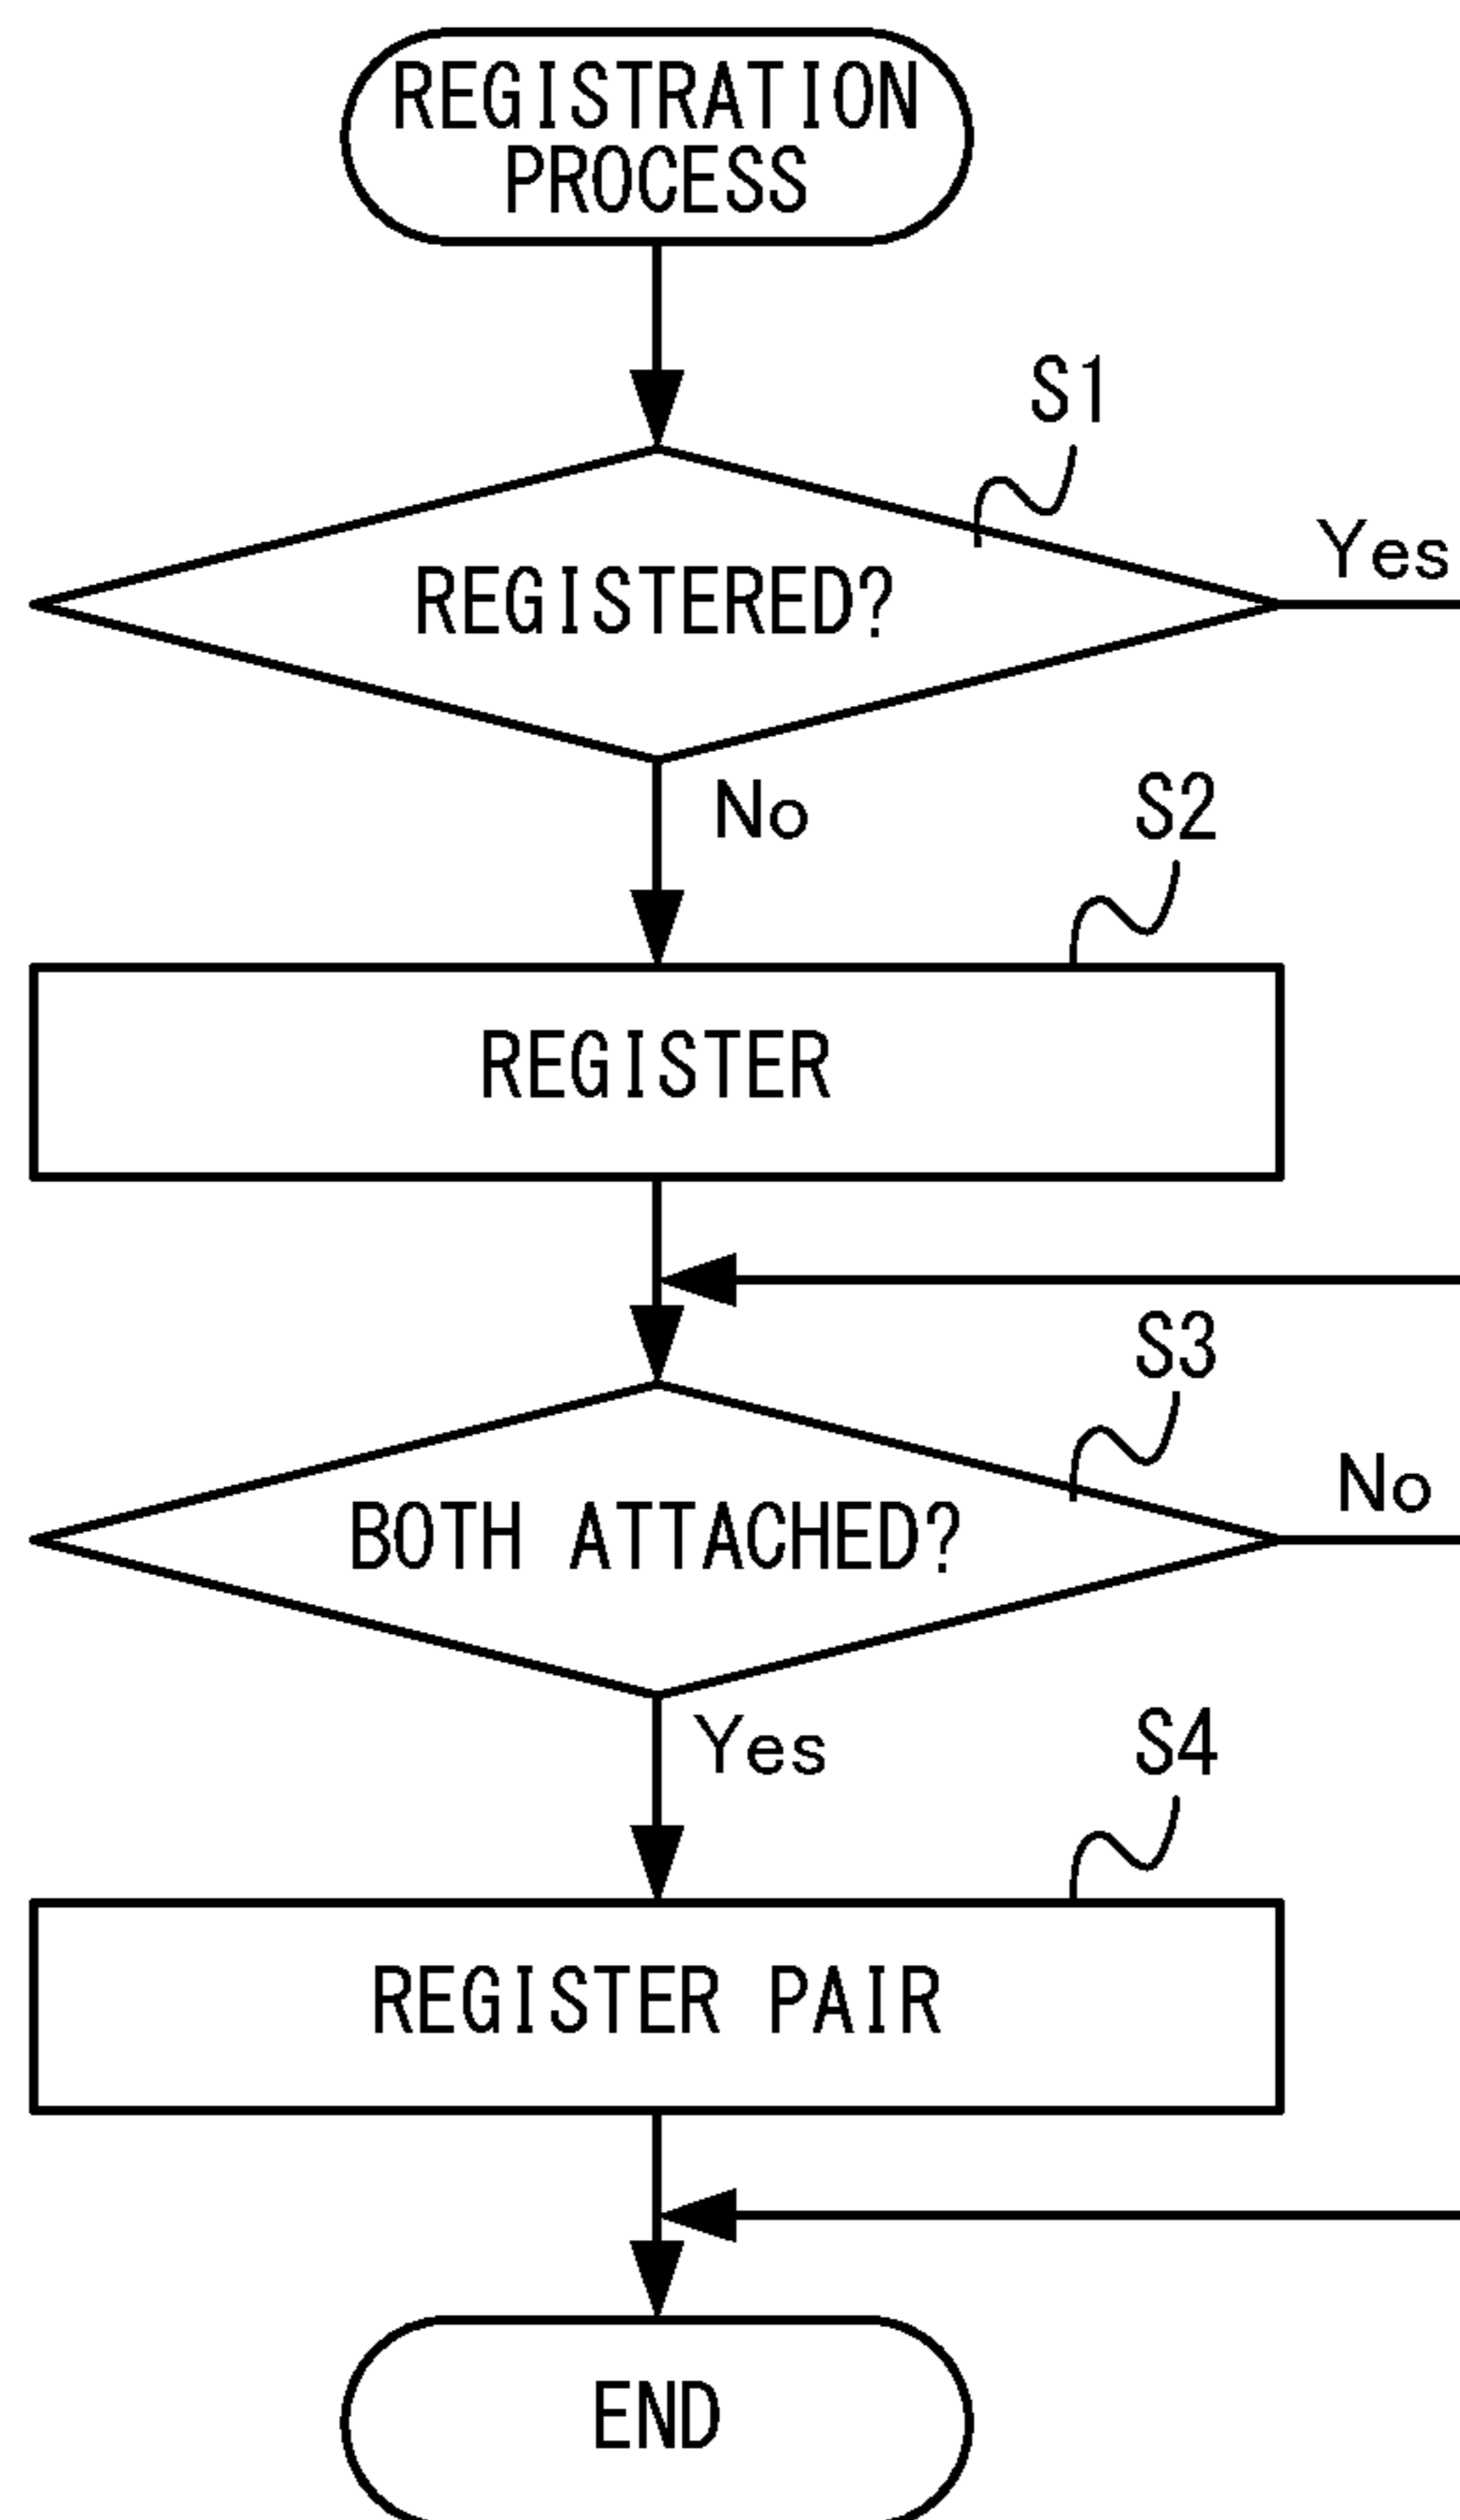 REGISTRATION
PROCESS
S1
Yes
REGISTERED?
No
S2
REGISTER
S3
No
BOTH ATTACHED?
Yes
S4
REGISTER PAIR
END